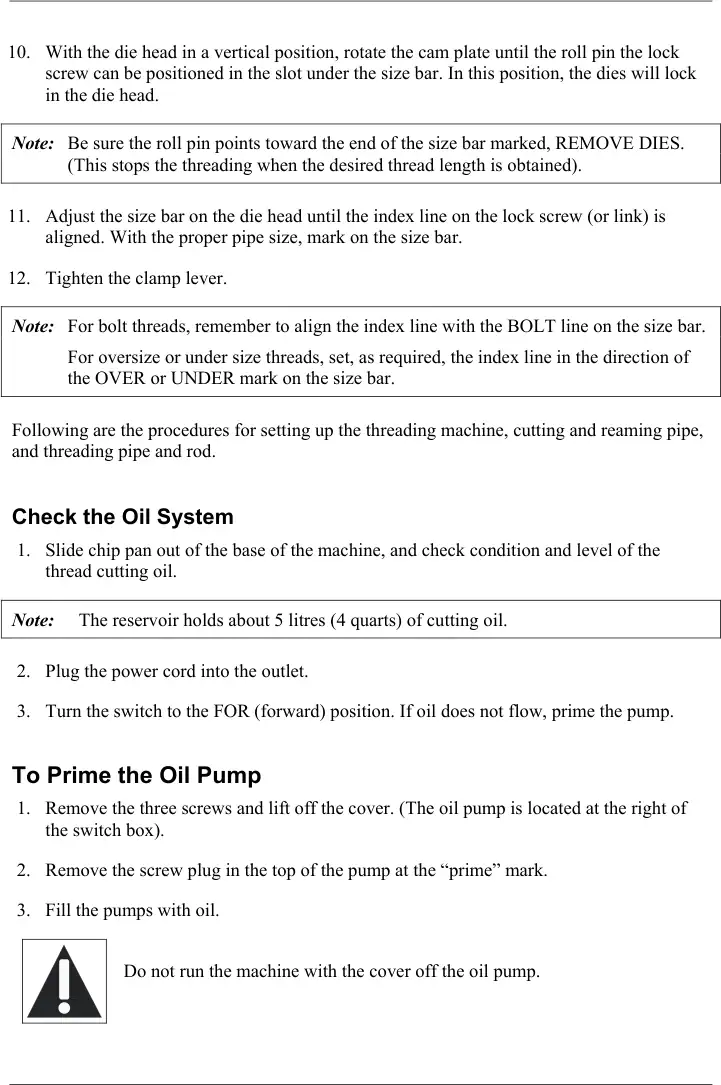 10. With the die head in a vertical position, rotate the cam plate until the roll pin the lock
screw can be positioned in the slot under the size bar. In this position, the dies will lock
in the die head.
Note: Be sure the roll pin points toward the end of the size bar marked, REMOVE DIES.
(This stops the threading when the desired thread length is obtained).
11. Adjust the size bar on the die head until the index line on the lock screw (or link) is
aligned. With the proper pipe size, mark on the size bar.
12. Tighten the clamp lever.
Note: For bolt threads, remember to align the index line with the BOLT line on the size bar.
For oversize or under size threads, set, as required, the index line in the direction of
the OVER or UNDER mark on the size bar.
Following are the procedures for setting up the threading machine, cutting and reaming pipe,
and threading pipe and rod.
Check the Oil System
1. Slide chip pan out of the base of the machine, and check condition and level of the
thread cutting oil.
Note: The reservoir holds about 5 litres (4 quarts) of cutting oil.
2. Plug the power cord into the outlet.
3. Turn the switch to the FOR (forward) position. If oil does not flow, prime the pump.
To Prime the Oil Pump
1. Remove the three screws and lift off the cover. (The oil pump is located at the right of
the switch box).
2. Remove the screw plug in the top of the pump at the “prime” mark.
3. Fill the pumps with oil.
Do not run the machine with the cover off the oil pump.